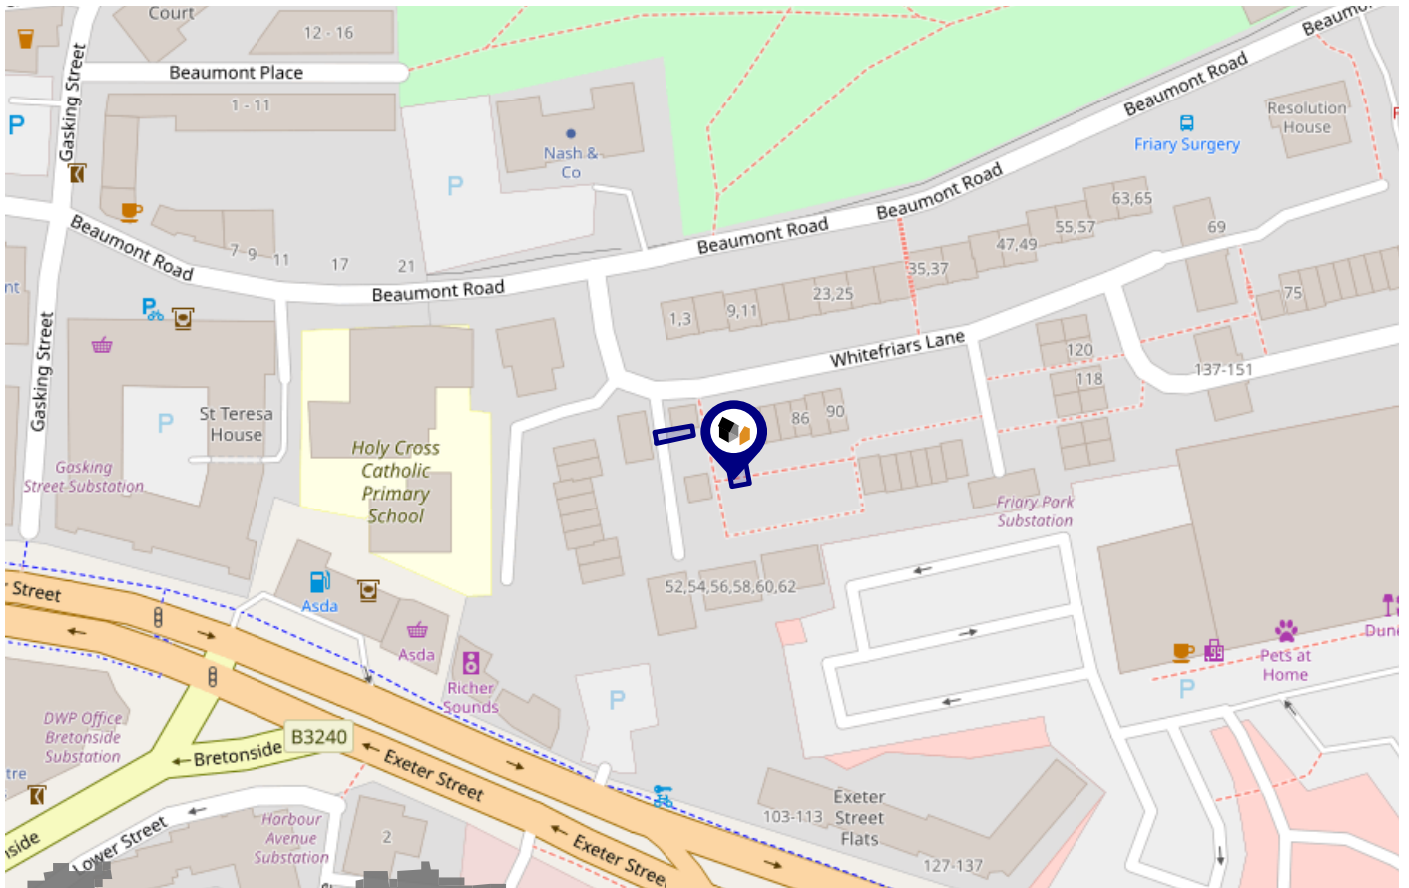 Court
12 - 16
Beaumont Place
1 - 11
Gasking Street
P
Nash &
Co
P
Beaumont Road
Beaumont Road
Beaumont Road
Beaumont Road
Beaumont Road
Friary Surgery
Resolution
House
63,65
55,57
47,49
35,37
69
7 9 11
17
21
23,25
9,11
1,3
75
nt
P
Gasking Street
P
St Teresa
House
Whitefriars Lane
120
118
137-151
86
90
Gasking
Street Substation
Holy Cross
Catholic
Primary
School
Friary Park
Substation
Street
Asda
Asda
Richer
Sounds
52,54,56,58,60,62
P
Pets at
Home
P
99
DWP Office
Bretonside
Substation
B3240
Bretonside
Exeter Street
Exeter Stree
tre
Lower Street
Harbour
Avenue
Substation
2
Exeter
Street
Flats
103-113
127-137